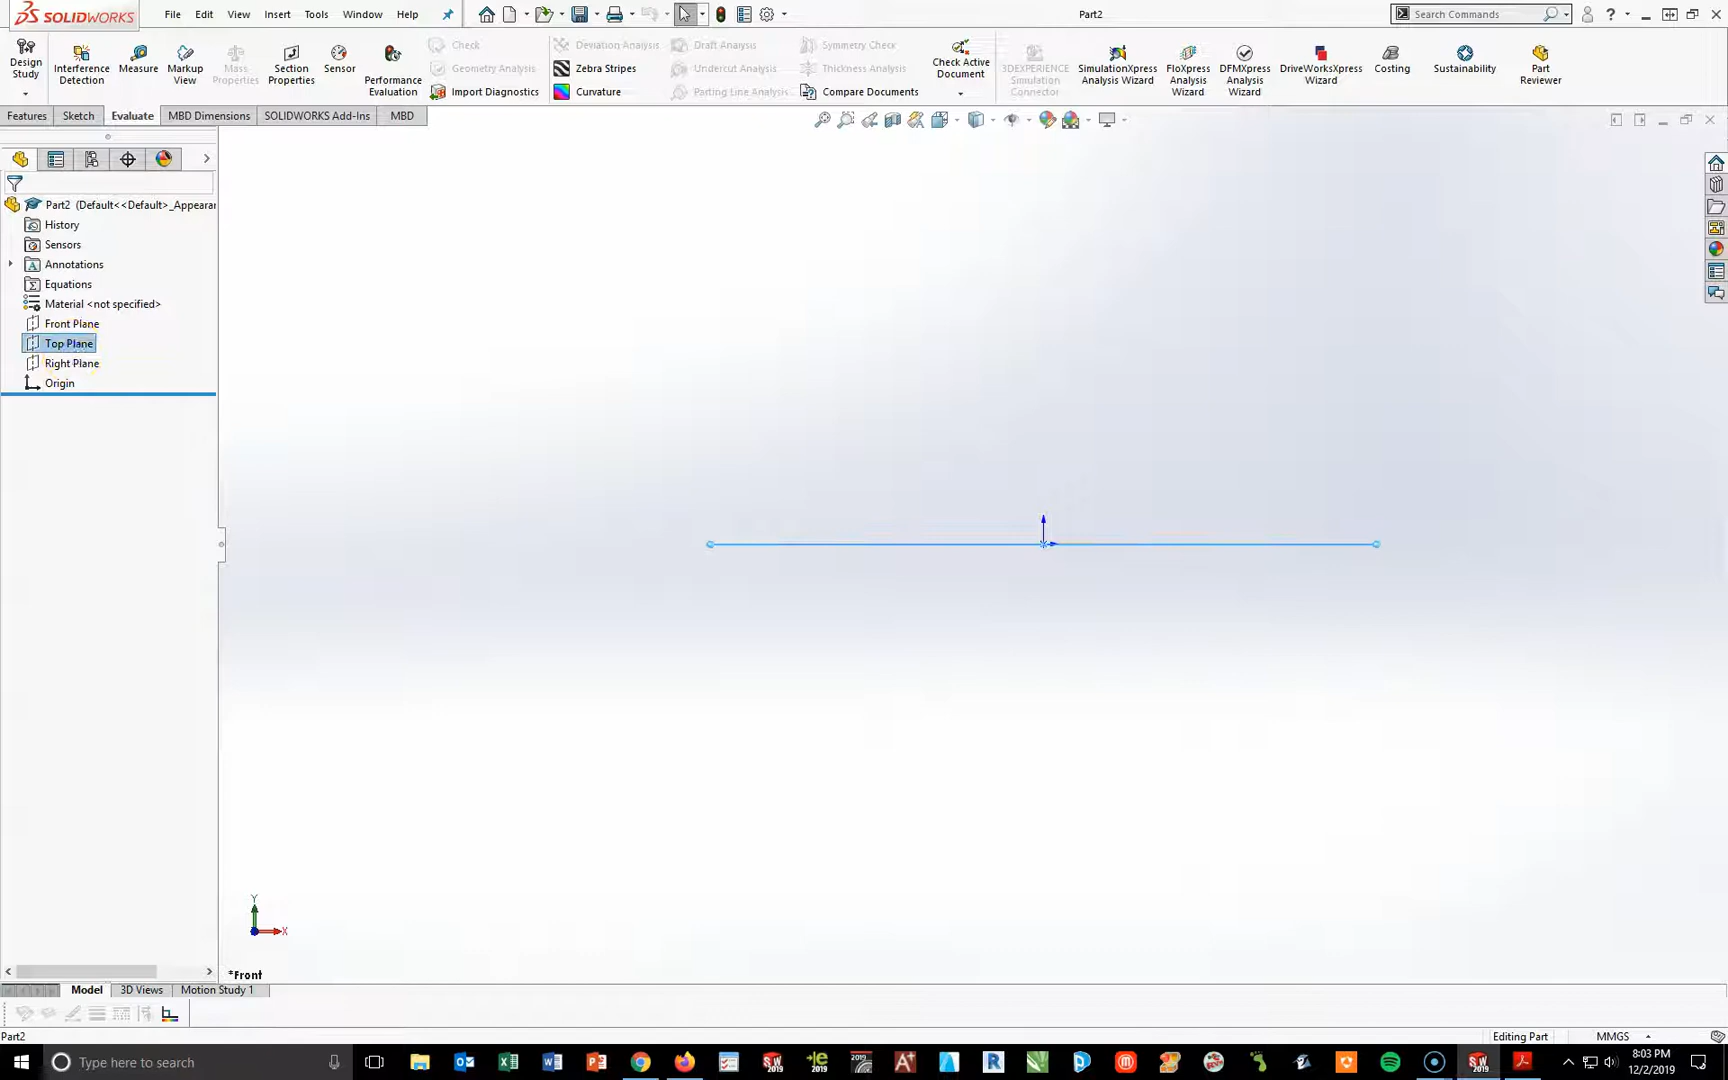 SOLIDWORKS File Edit View Insert Tools Window Help Part2 Search Commands
Design Study
Interference Detection
Measure
Markup View
Mass Properties
Section Properties
Sensor
Performance Evaluation
Check
Geometry Analysis
Import Diagnostics
Deviation Analysis
Zebra Stripes
Curvature
Draft Analysis
Undercut Analysis
Parting Line Analysis
Symmetry Check
Thickness Analysis
Compare Documents
Check Active Document
3DEXPERIENCE Simulation Connector
SimulationXpress Analysis Wizard
FloXpress Analysis Wizard
DFMXpress Analysis Wizard
DriveWorksXpress Wizard
Costing
Sustainability
Part Reviewer
Features Sketch Evaluate MBD Dimensions SOLIDWORKS Add-Ins MBD
Part2 (Default<<Default>_Appearar
History
Sensors
Annotations
Equations
Material <not specified>
Front Plane
Top Plane
Right Plane
Origin
Y
X
*Front
Model 3D Views Motion Study 1
Part2 Editing Part MMGS
Type here to search
8:03 PM
12/2/2019